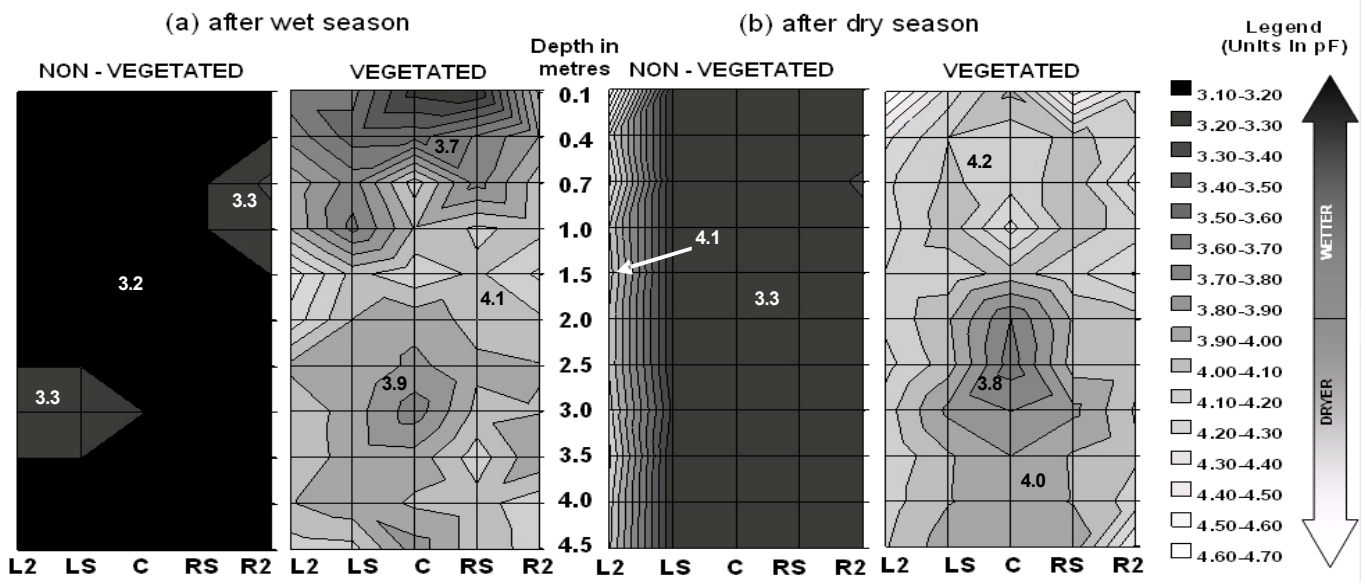 (a) after wet season
(b) after dry season
Legend
(Units in pF)
NON - VEGETATED
VEGETATED
Depth in
metres
NON - VEGETATED
VEGETATED
0.1
0.4
0.7
1.0
1.5
2.0
2.5
3.0
3.5
4.0
4.5
3.3
3.2
3.3
3.7
4.1
3.9
4.1
3.3
4.2
3.8
4.0
L2 LS C RS R2
L2 LS C RS R2
L2 LS C RS R2
L2 LS C RS R2
3.10-3.20
3.20-3.30
3.30-3.40
3.40-3.50
3.50-3.60
3.60-3.70
3.70-3.80
3.80-3.90
3.90-4.00
4.00-4.10
4.10-4.20
4.20-4.30
4.30-4.40
4.40-4.50
4.50-4.60
4.60-4.70
WETTER
DRYER